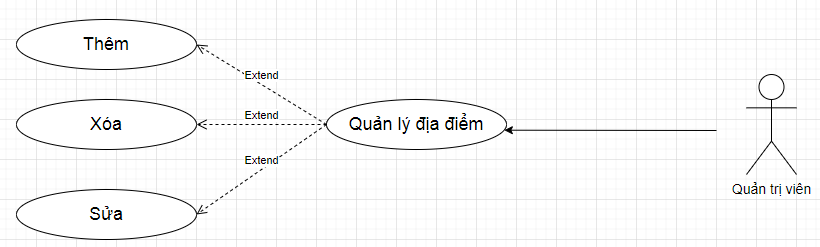 Thêm
Extend
Xóa
Extend
Quản lý địa điểm
Extend
Sửa
Quản trị viên